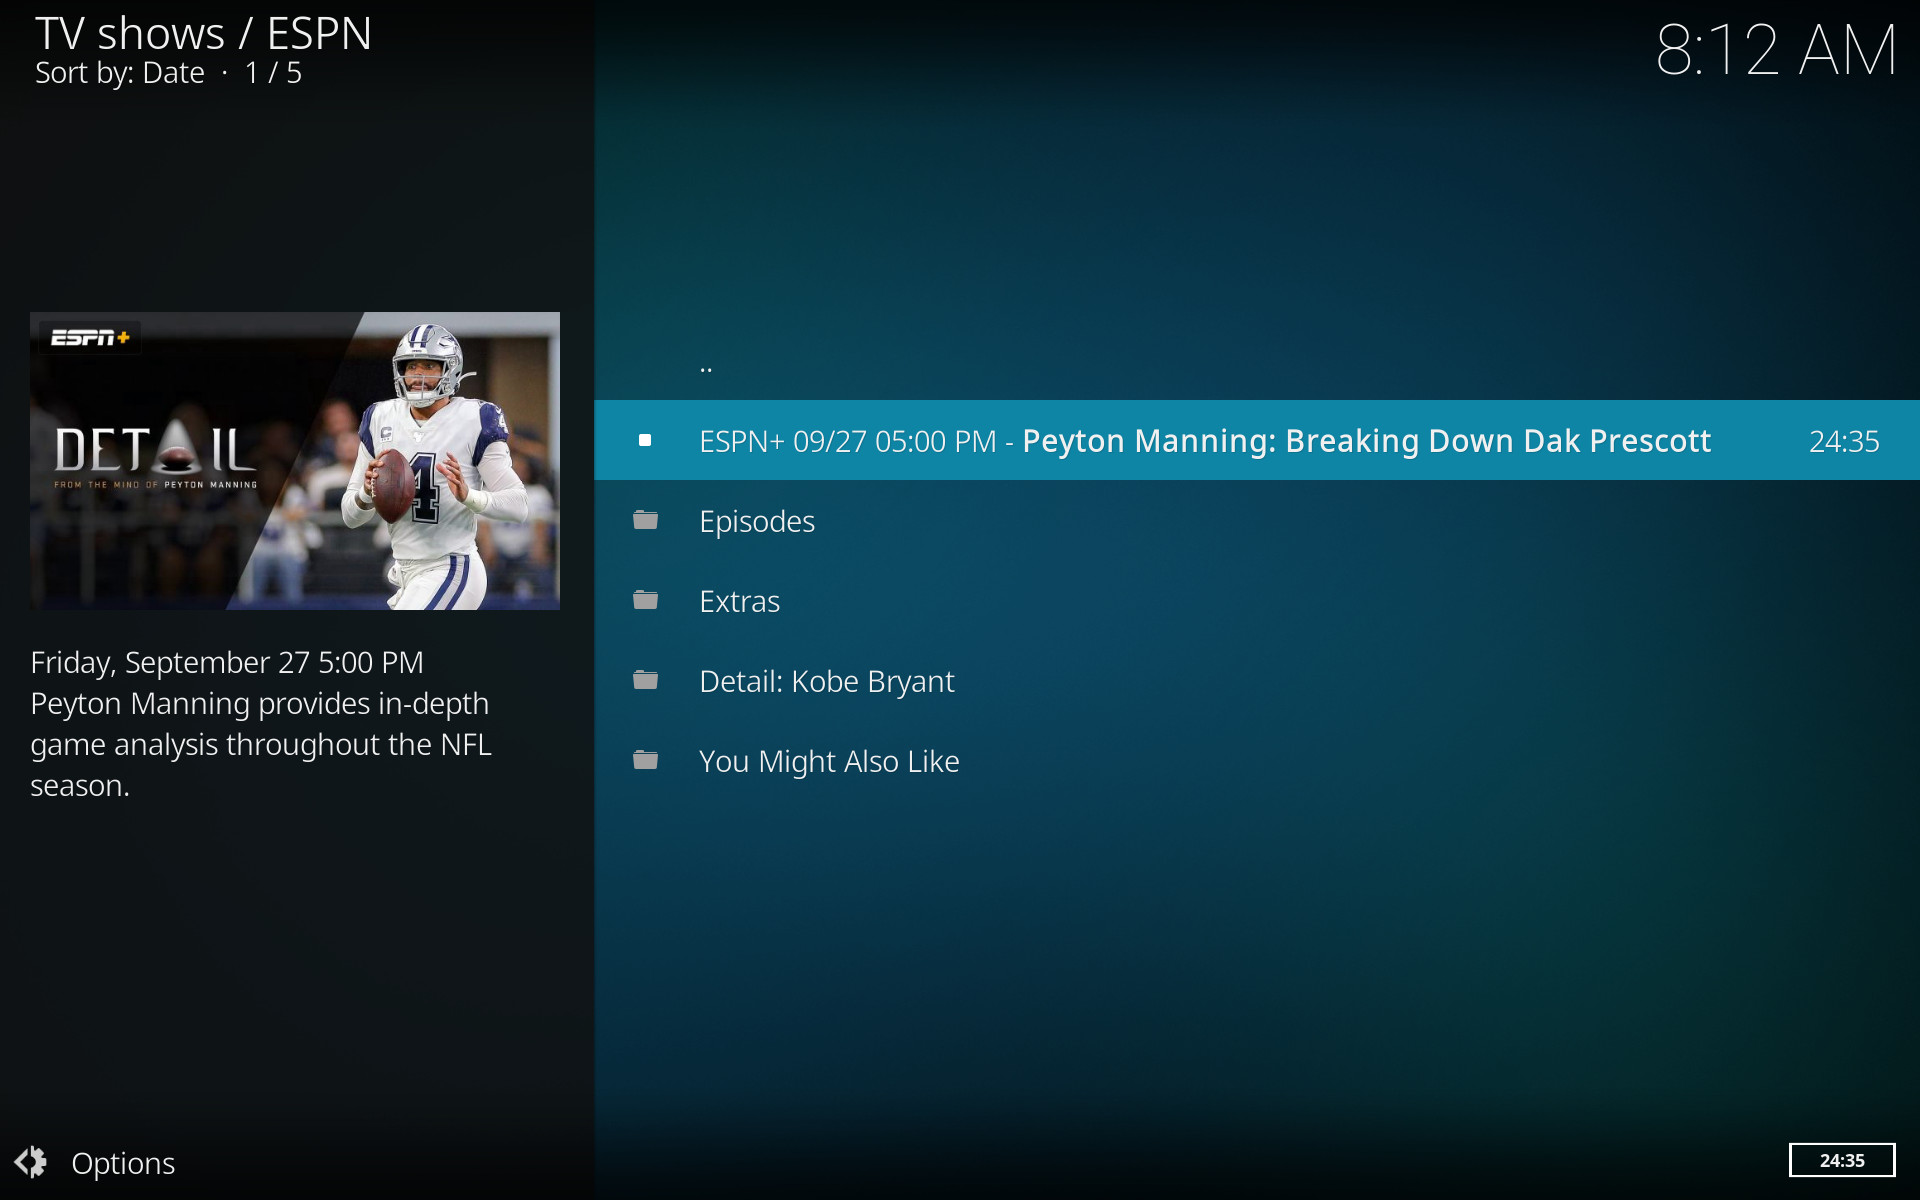 TV shows / ESPN
Sort by: Date · 1 / 5
8:12 AM
ESPN+
DETAIL
FROM THE MIND OF PEYTON MANNING
C
4
4
Friday, September 27 5:00 PM
Peyton Manning provides in-depth
game analysis throughout the NFL
season.
..
ESPN+ 09/27 05:00 PM - Peyton Manning: Breaking Down Dak Prescott 24:35
Episodes
Extras
Detail: Kobe Bryant
You Might Also Like
Options
24:35